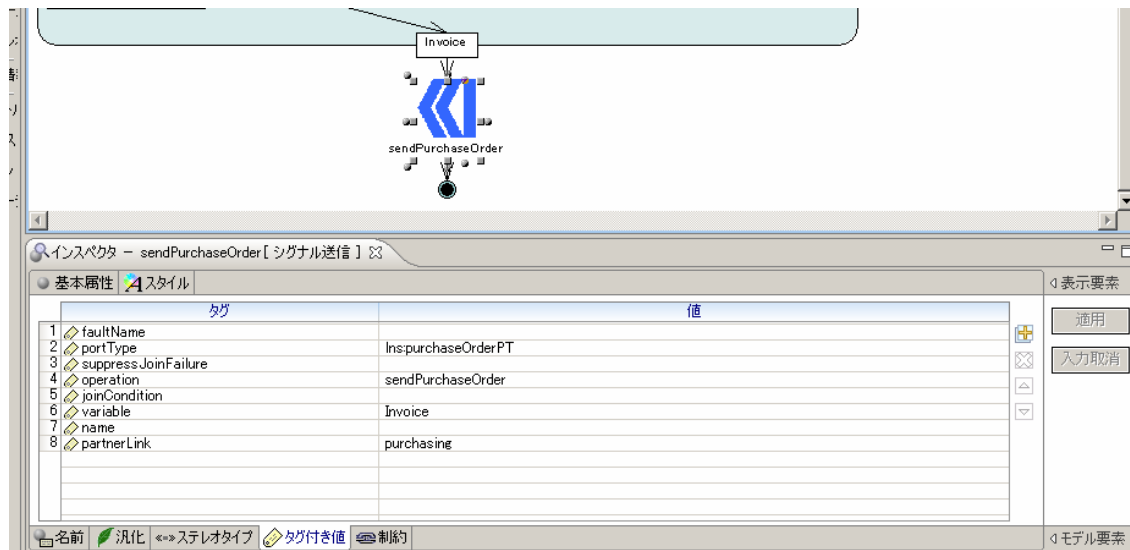 Invoice
sendPurchaseOrder
インスペクタ － sendPurchaseOrder[ シグナル送信 ]
基本属性 スタイル 表示要素
タグ 値
適用
入力取消
1 faultName
2 portType lns:purchaseOrderPT
3 suppressJoinFailure
4 operation sendPurchaseOrder
5 joinCondition
6 variable Invoice
7 name
8 partnerLink purchasing
名前 汎化 «-»ステレオタイプ タグ付き値 制約 モデル要素